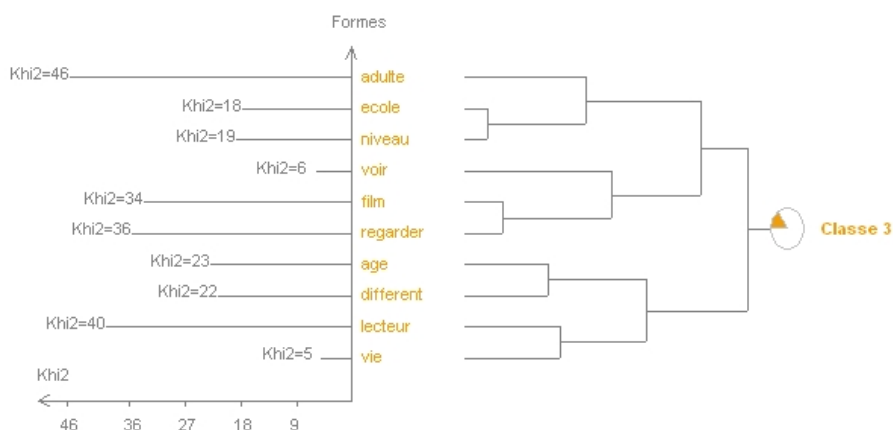 Formes
Khi2=46 adulte
Khi2=18 ecole
Khi2=19 niveau
Khi2=6 voir
Khi2=34 film
Khi2=36 regarder
Khi2=23 age
Khi2=22 different
Khi2=40 lecteur
Khi2=5 vie
Classe 3
Khi2
46 36 27 18 9